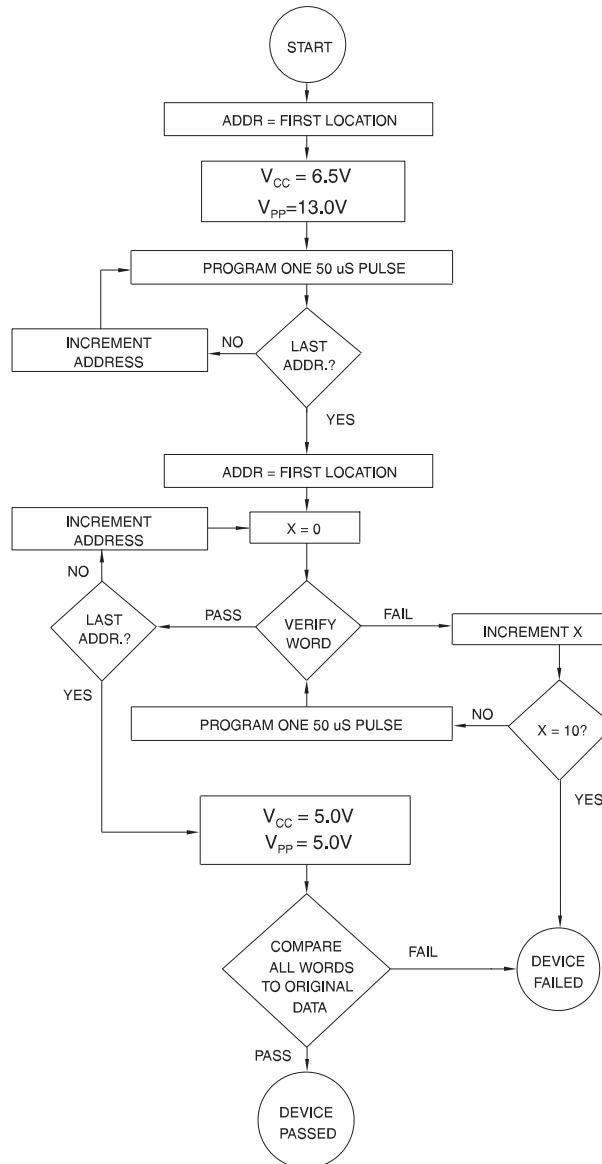 START
ADDR = FIRST LOCATION
V_CC = 6.5V
V_PP=13.0V
PROGRAM ONE 50 uS PULSE
INCREMENT
ADDRESS
NO
LAST
ADDR.?
YES
ADDR = FIRST LOCATION
INCREMENT
ADDRESS
X = 0
NO
LAST
ADDR.?
PASS
VERIFY
WORD
FAIL
INCREMENT X
YES
PROGRAM ONE 50 uS PULSE
NO
X = 10?
YES
V_CC = 5.0V
V_PP = 5.0V
COMPARE
ALL WORDS
TO ORIGINAL
DATA
FAIL
DEVICE
FAILED
PASS
DEVICE
PASSED